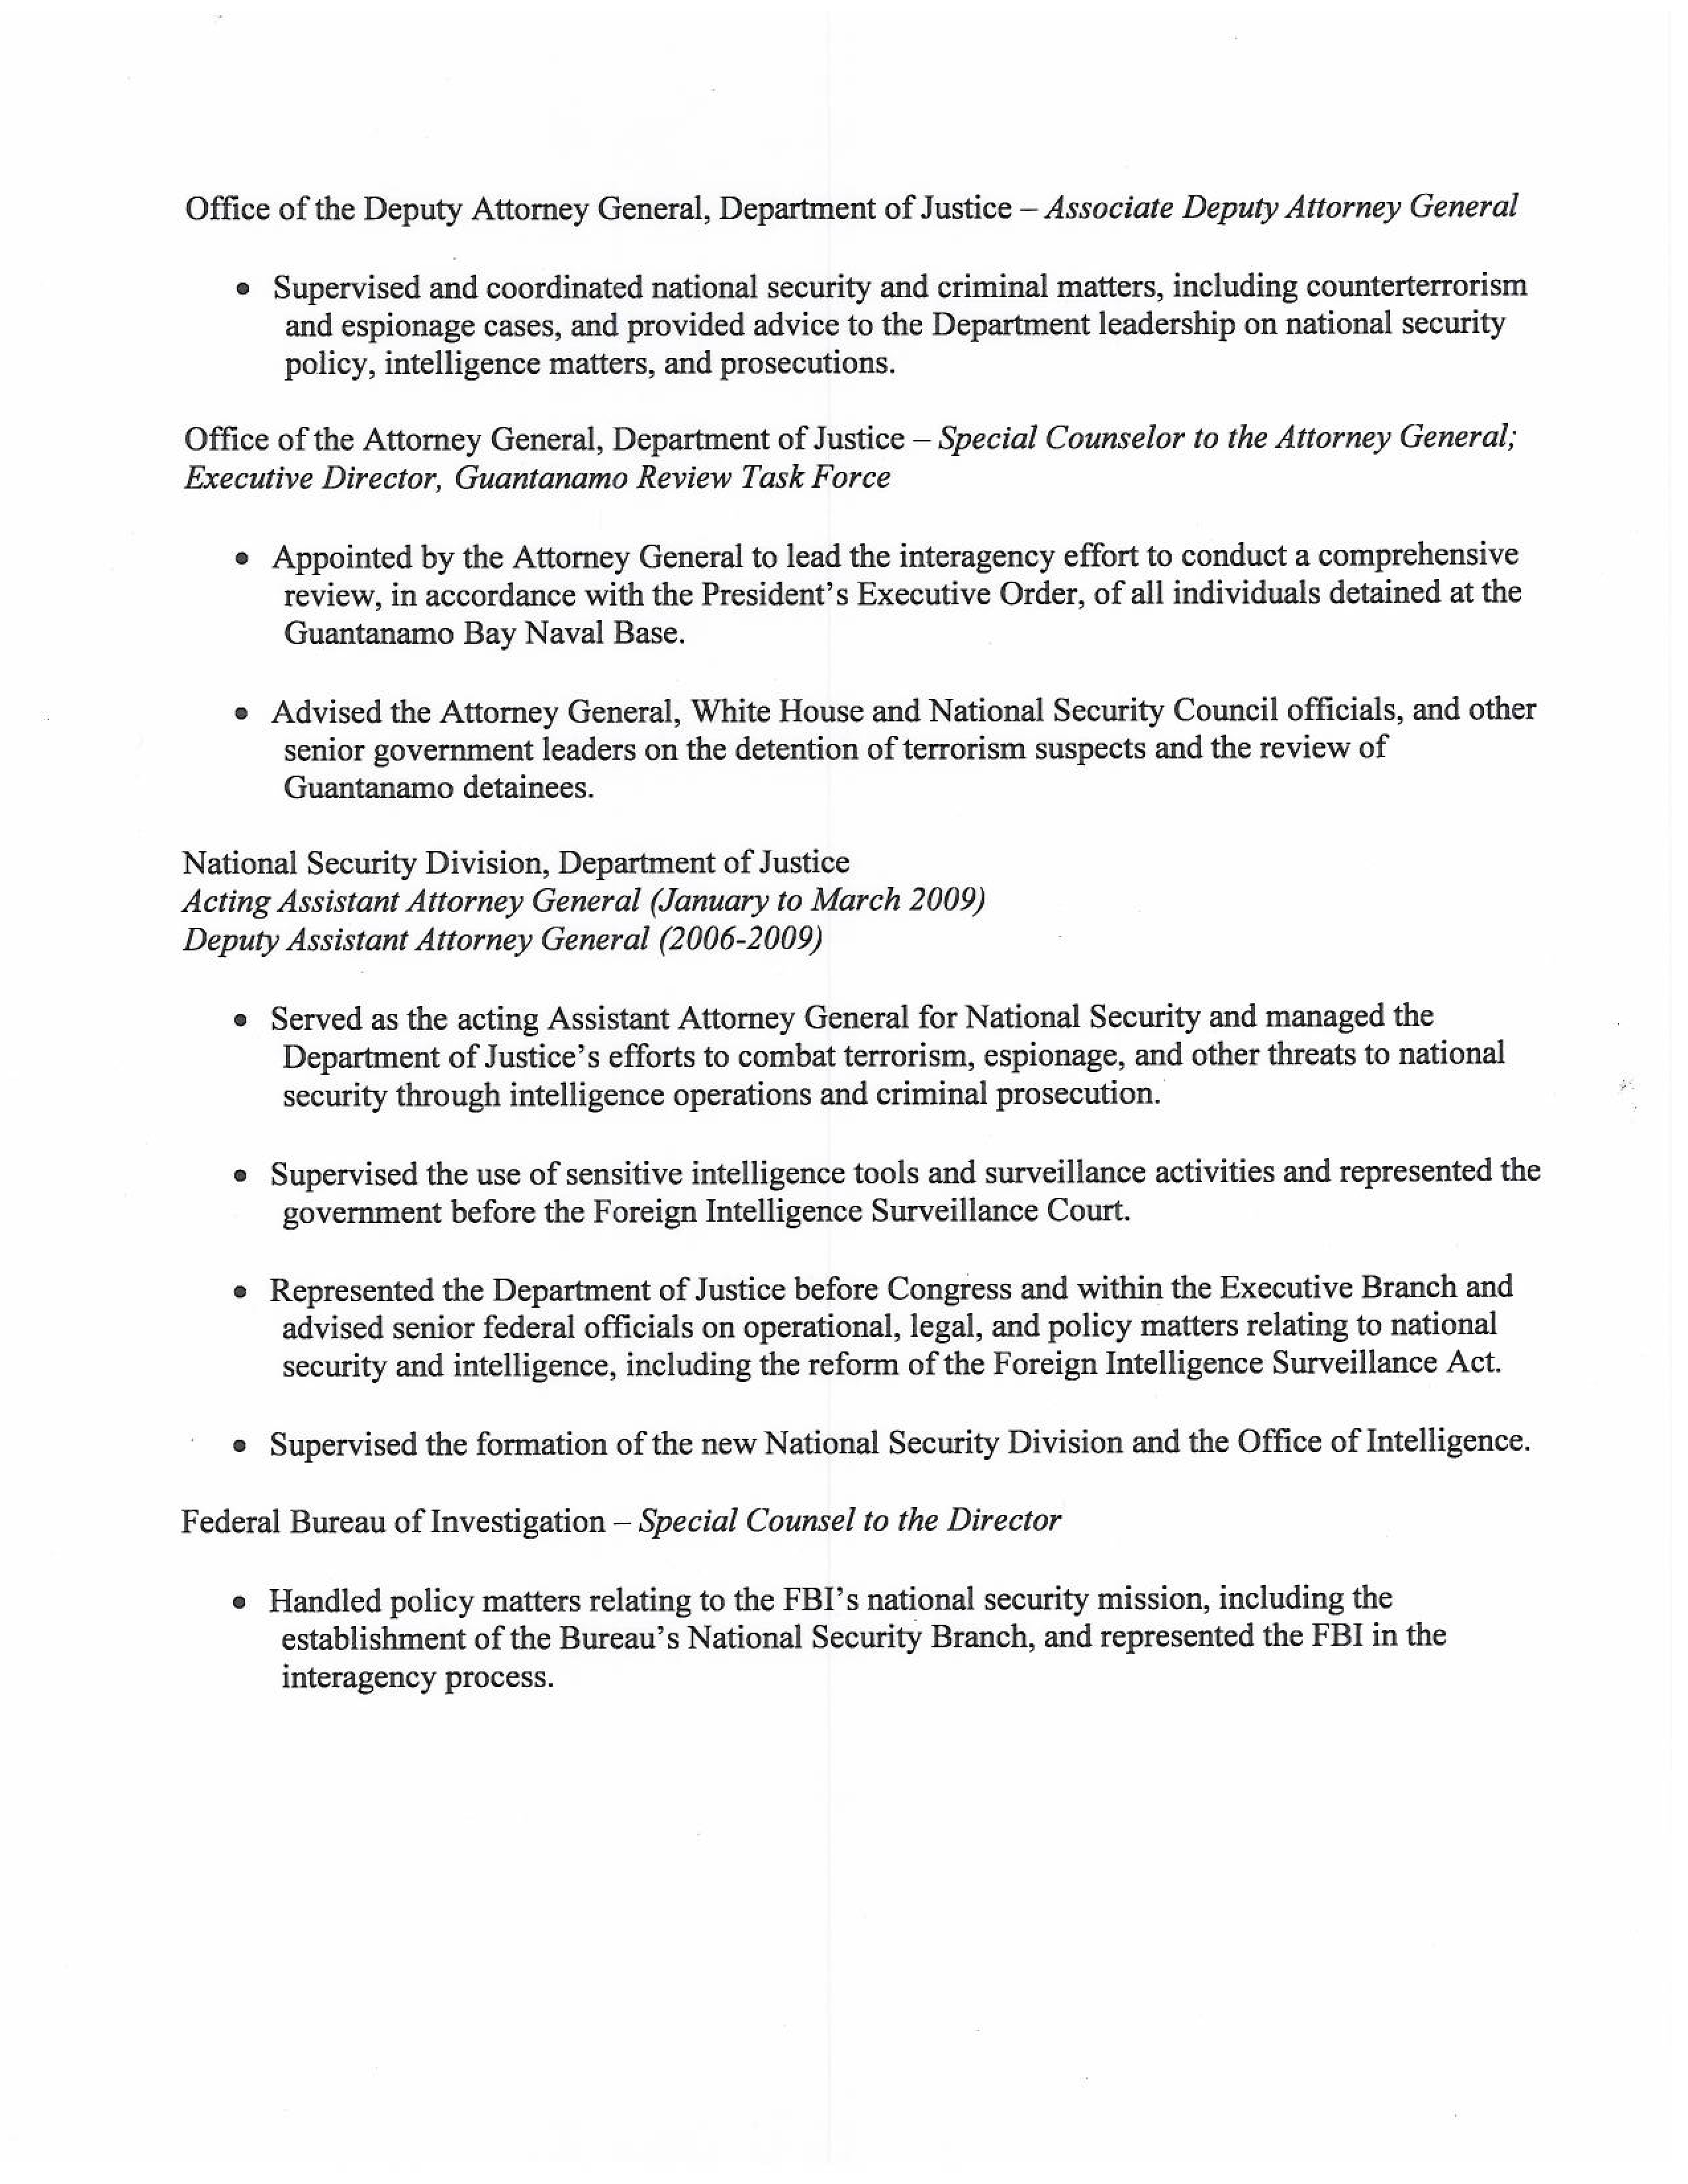 Office of the Deputy Attorney General, Department of Justice – Associate Deputy Attorney General
• Supervised and coordinated national security and criminal matters, including counterterrorism
and espionage cases, and provided advice to the Department leadership on national security
policy, intelligence matters, and prosecutions.
Office of the Attorney General, Department of Justice – Special Counselor to the Attorney General;
Executive Director, Guantanamo Review Task Force
• Appointed by the Attorney General to lead the interagency effort to conduct a comprehensive
review, in accordance with the President's Executive Order, of all individuals detained at the
Guantanamo Bay Naval Base.
• Advised the Attorney General, White House and National Security Council officials, and other
senior government leaders on the detention of terrorism suspects and the review of
Guantanamo detainees.
National Security Division, Department of Justice
Acting Assistant Attorney General (January to March 2009)
Deputy Assistant Attorney General (2006-2009)
• Served as the acting Assistant Attorney General for National Security and managed the
Department of Justice's efforts to combat terrorism, espionage, and other threats to national
security through intelligence operations and criminal prosecution.
• Supervised the use of sensitive intelligence tools and surveillance activities and represented the
government before the Foreign Intelligence Surveillance Court.
• Represented the Department of Justice before Congress and within the Executive Branch and
advised senior federal officials on operational, legal, and policy matters relating to national
security and intelligence, including the reform of the Foreign Intelligence Surveillance Act.
• Supervised the formation of the new National Security Division and the Office of Intelligence.
Federal Bureau of Investigation – Special Counsel to the Director
• Handled policy matters relating to the FBI's national security mission, including the
establishment of the Bureau's National Security Branch, and represented the FBI in the
interagency process.